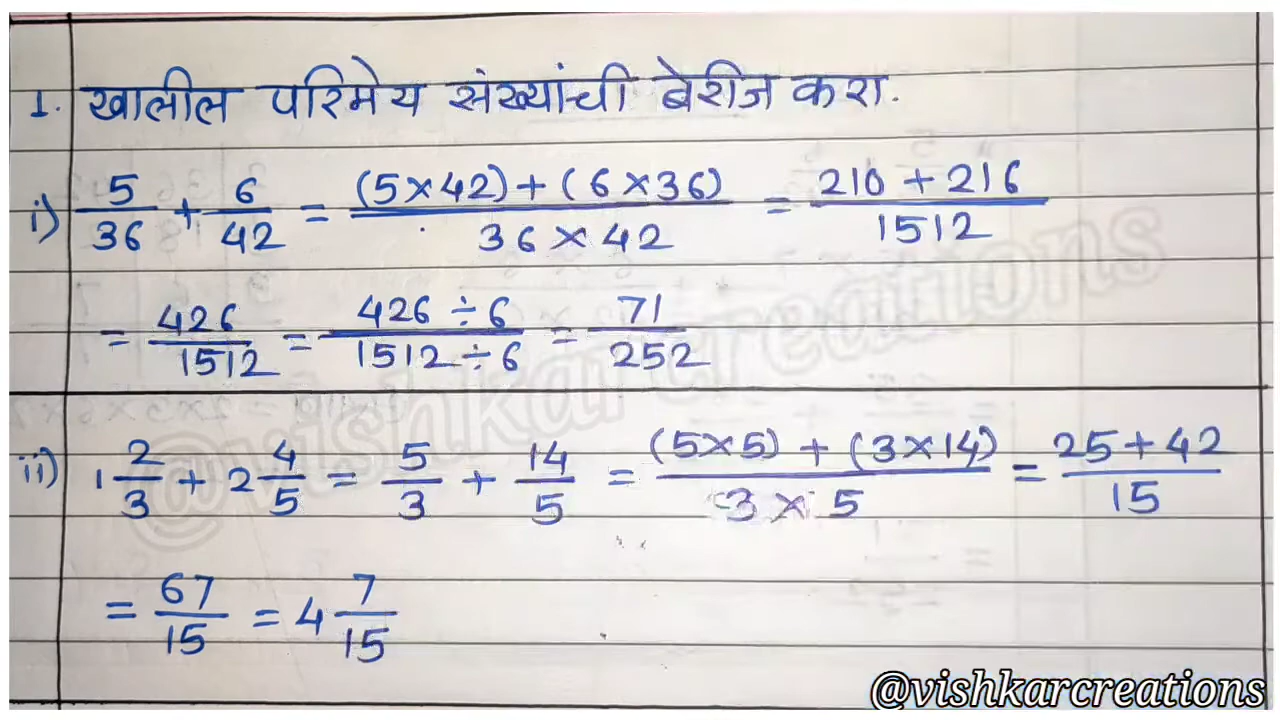 1. खालील परिमेय संख्यांची बेरीज करा.
i) 5/36 + 6/42 = (5×42)+(6×36)/36×42 = 210+216/1512
= 426/1512 = 426÷6/1512÷6 = 71/252
ii) 1 2/3 + 2 4/5 = 5/3 + 14/5 = (5×5)+(3×14)/3×5 = 25+42/15
= 67/15 = 4 7/15
@vishkarcreations
@vishkarcreations